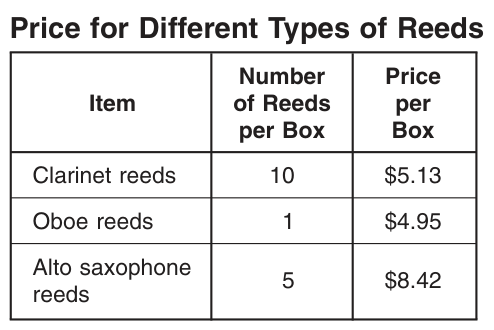 Price for Different Types of Reeds
Item
Number
of Reeds
per Box
Price
per
Box
Clarinet reeds 10 $5.13
Oboe reeds 1 $4.95
Alto saxophone
reeds
5 $8.42